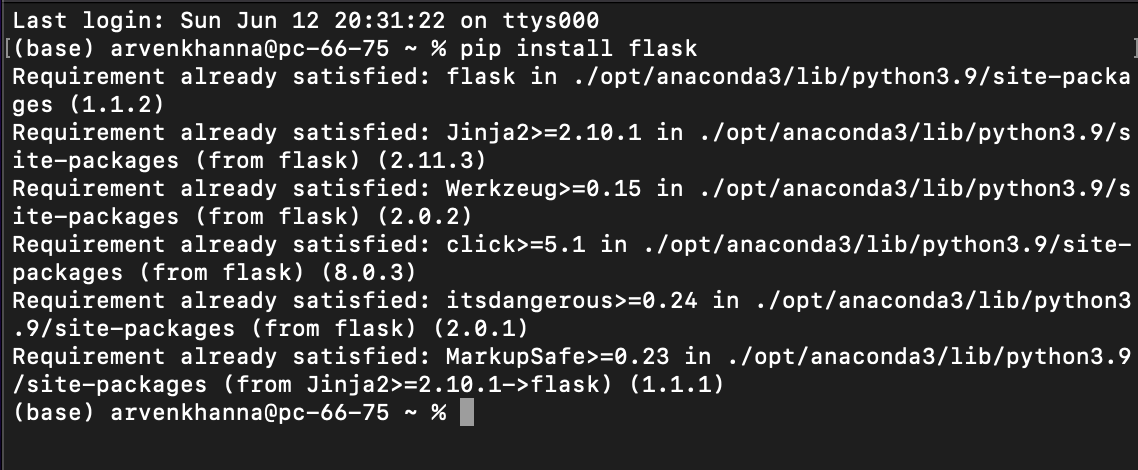 Last login: Sun Jun 12 20:31:22 on ttys000
[(base) arvenkhanna@pc-66-75 ~ % pip install flask ]
Requirement already satisfied: flask in ./opt/anaconda3/lib/python3.9/site-packa
ges (1.1.2)
Requirement already satisfied: Jinja2>=2.10.1 in ./opt/anaconda3/lib/python3.9/s
ite-packages (from flask) (2.11.3)
Requirement already satisfied: Werkzeug>=0.15 in ./opt/anaconda3/lib/python3.9/s
ite-packages (from flask) (2.0.2)
Requirement already satisfied: click>=5.1 in ./opt/anaconda3/lib/python3.9/site-
packages (from flask) (8.0.3)
Requirement already satisfied: itsdangerous>=0.24 in ./opt/anaconda3/lib/python3
.9/site-packages (from flask) (2.0.1)
Requirement already satisfied: MarkupSafe>=0.23 in ./opt/anaconda3/lib/python3.9
/site-packages (from Jinja2>=2.10.1->flask) (1.1.1)
(base) arvenkhanna@pc-66-75 ~ %